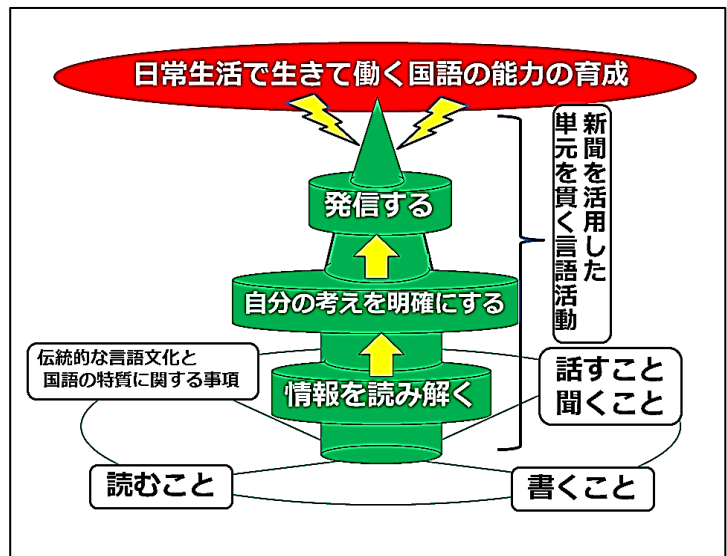 日常生活で生きて働く国語の能力の育成
新聞を活用した
単元を貫く言語活動
発信する
自分の考えを明確にする
伝統的な言語文化と
国語の特質に関する事項
情報を読み解く
話すこと
聞くこと
読むこと
書くこと